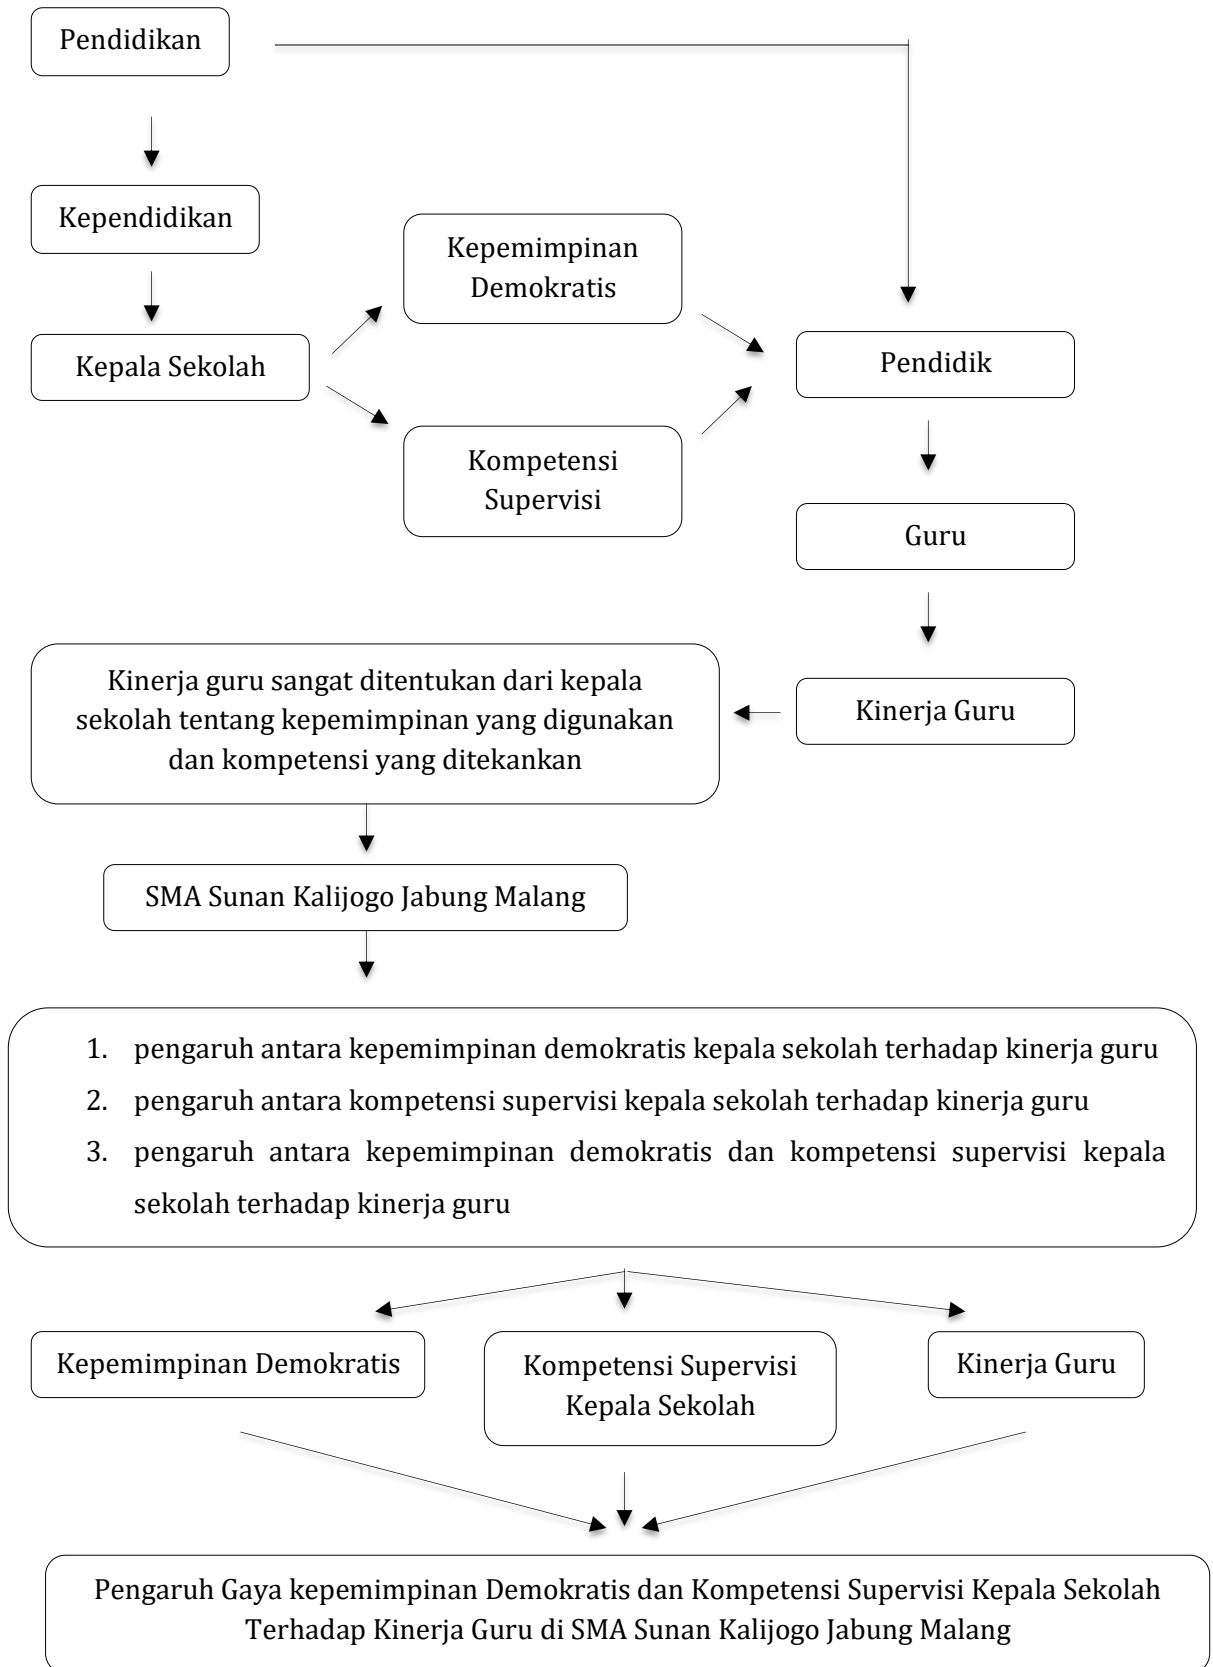 Pendidikan
Kependidikan
Kepemimpinan
Demokratis
Kepala Sekolah
Pendidik
Kompetensi
Supervisi
Guru
Kinerja guru sangat ditentukan dari kepala
sekolah tentang kepemimpinan yang digunakan
dan kompetensi yang ditekankan
Kinerja Guru
SMA Sunan Kalijogo Jabung Malang
1. pengaruh antara kepemimpinan demokratis kepala sekolah terhadap kinerja guru
2. pengaruh antara kompetensi supervisi kepala sekolah terhadap kinerja guru
3. pengaruh antara kepemimpinan demokratis dan kompetensi supervisi kepala
sekolah terhadap kinerja guru
Kepemimpinan Demokratis
Kompetensi Supervisi
Kepala Sekolah
Kinerja Guru
Pengaruh Gaya kepemimpinan Demokratis dan Kompetensi Supervisi Kepala Sekolah
Terhadap Kinerja Guru di SMA Sunan Kalijogo Jabung Malang